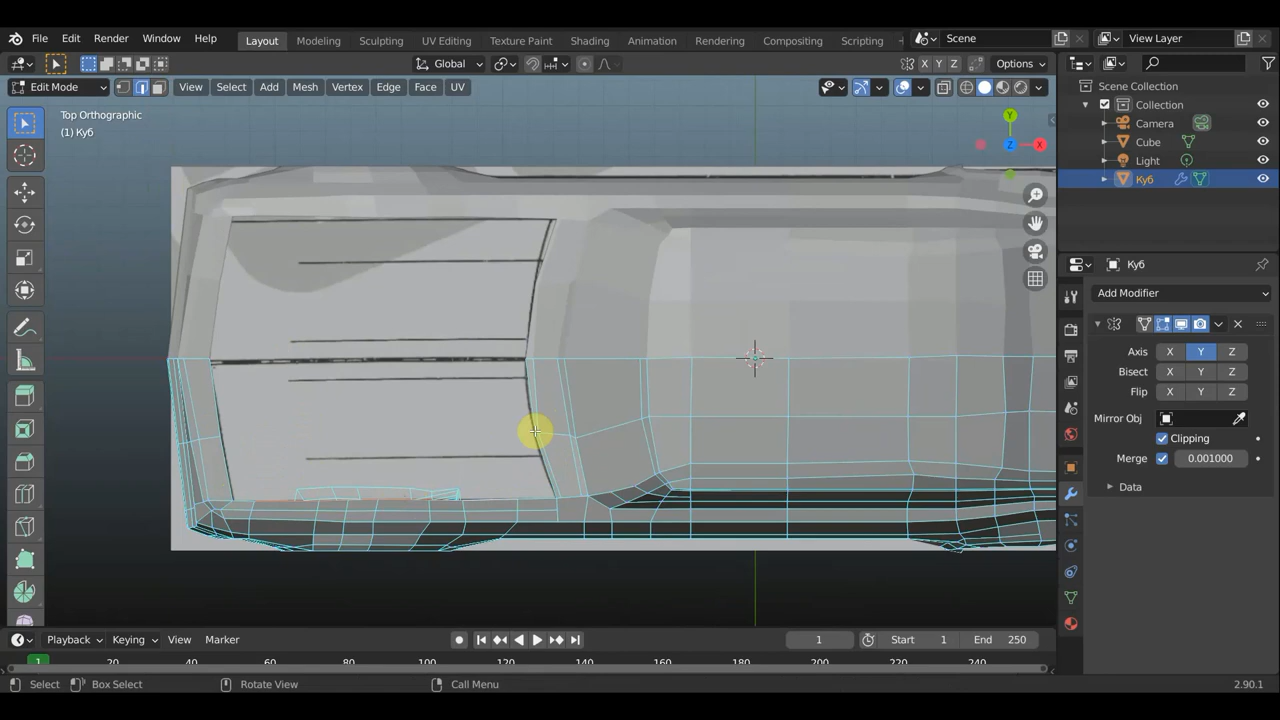 File Edit Render Window Help Layout Modeling Sculpting UV Editing Texture Paint Shading Animation Rendering Compositing Scripting Scene View Layer
Global Options
Edit Mode View Select Add Mesh Vertex Edge Face UV
Top Orthographic
(1) Куб
Y
X
Z
X Y Z
Scene Collection
Collection
Camera
Cube
Light
Куб
Куб
Add Modifier
Axis X Y Z
Bisect X Y Z
Flip X Y Z
Mirror Obj
Clipping
Merge 0.001000
Data
Playback Keying View Marker 1 Start 1 End 250
1 20 40 60 80 100 120 140 160 180 200 220 240
Select Box Select Rotate View Call Menu 2.90.1